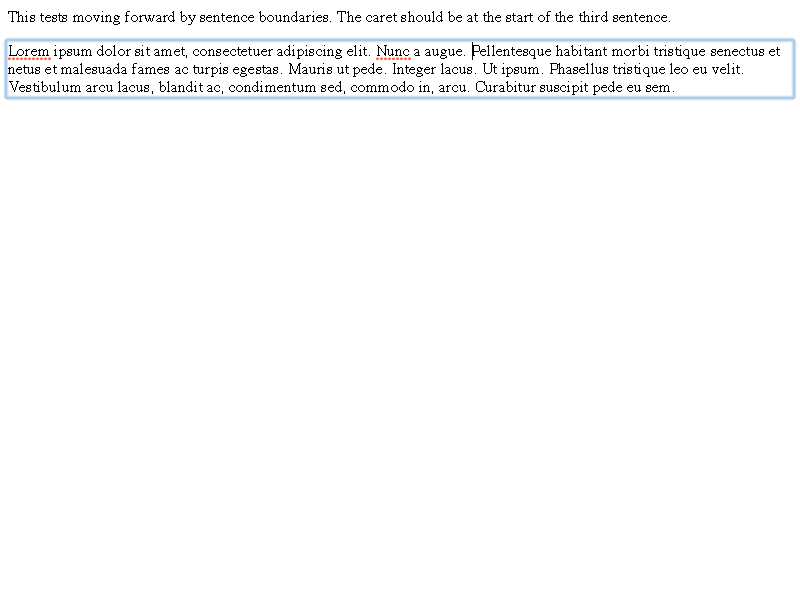 This tests moving forward by sentence boundaries. The caret should be at the start of the third sentence.
Lorem ipsum dolor sit amet, consectetuer adipiscing elit. Nunc a augue. Pellentesque habitant morbi tristique senectus et
netus et malesuada fames ac turpis egestas. Mauris ut pede. Integer lacus. Ut ipsum. Phasellus tristique leo eu velit.
Vestibulum arcu lacus, blandit ac, condimentum sed, commodo in, arcu. Curabitur suscipit pede eu sem.